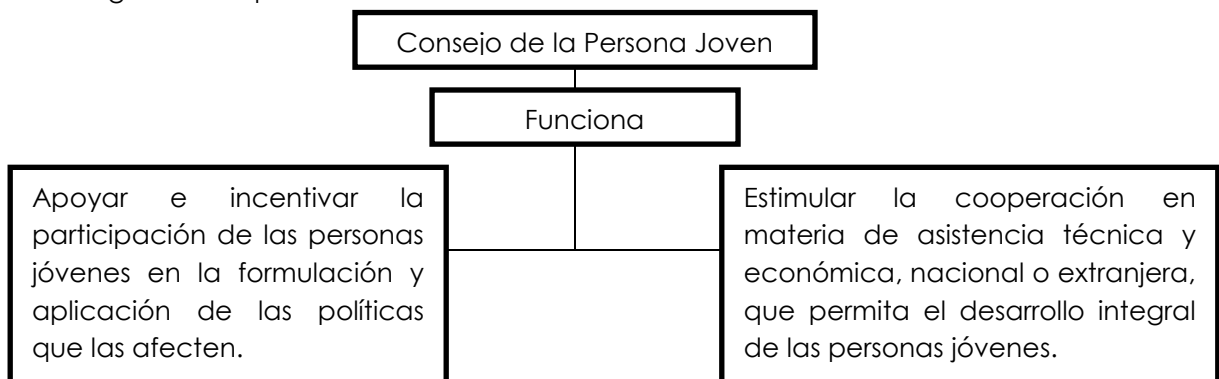 Consejo de la Persona Joven
Funciona
Apoyar e incentivar la
participación de las personas
jóvenes en la formulación y
aplicación de las políticas
que las afecten.
Estimular la cooperación en
materia de asistencia técnica y
económica, nacional o extranjera,
que permita el desarrollo integral
de las personas jóvenes.